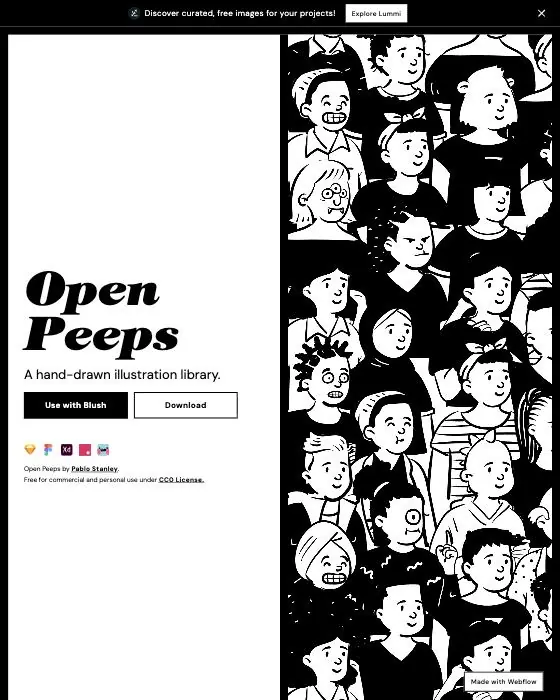 Discover curated, free images for your projects!
Explore Lummi
Open
Peeps
A hand-drawn illustration library.
Use with Blush
Download
Xd
Open Peeps by Pablo Stanley.
Free for commercial and personal use under CC0 License.
Made with Webflow